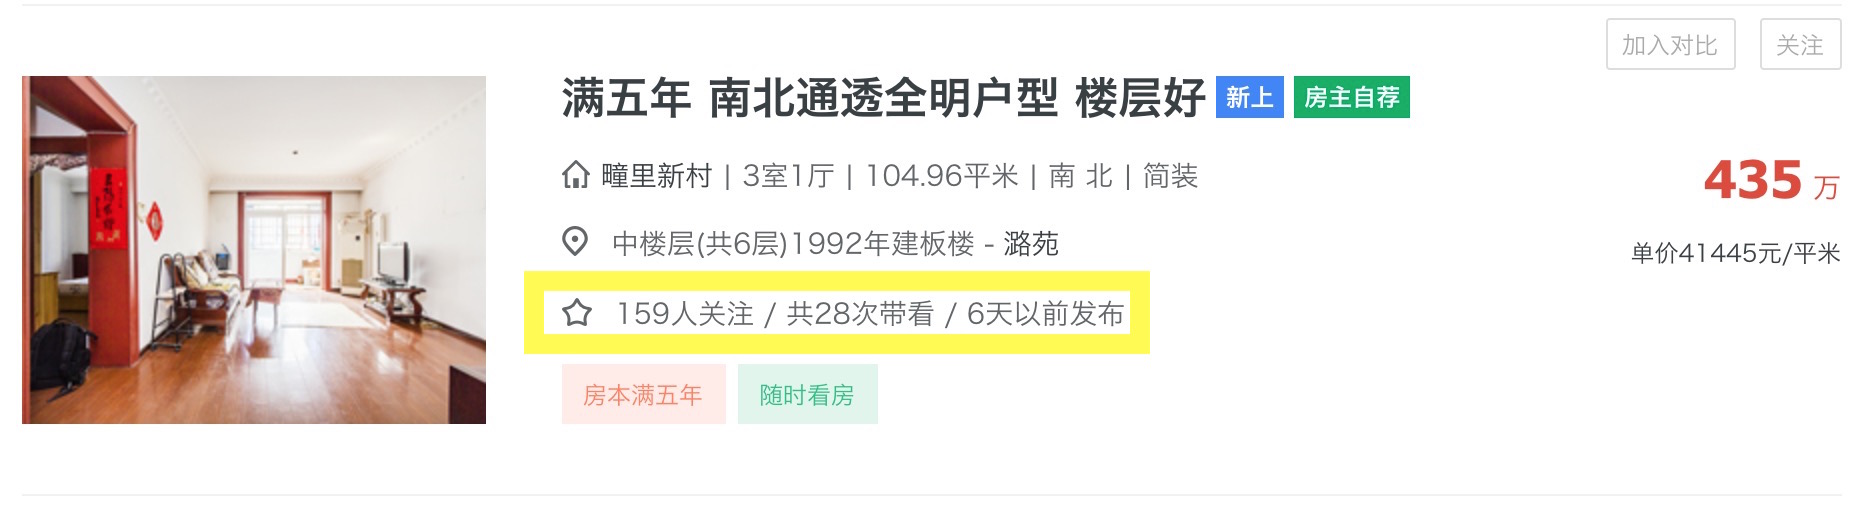 加入对比 关注
满五年 南北通透全明户型 楼层好 新上 房主自荐
疃里新村 | 3室1厅 | 104.96平米 | 南 北 | 简装
435 万
中楼层(共6层)1992年建板楼 - 潞苑
单价41445元/平米
159人关注 / 共28次带看 / 6天以前发布
房本满五年 随时看房